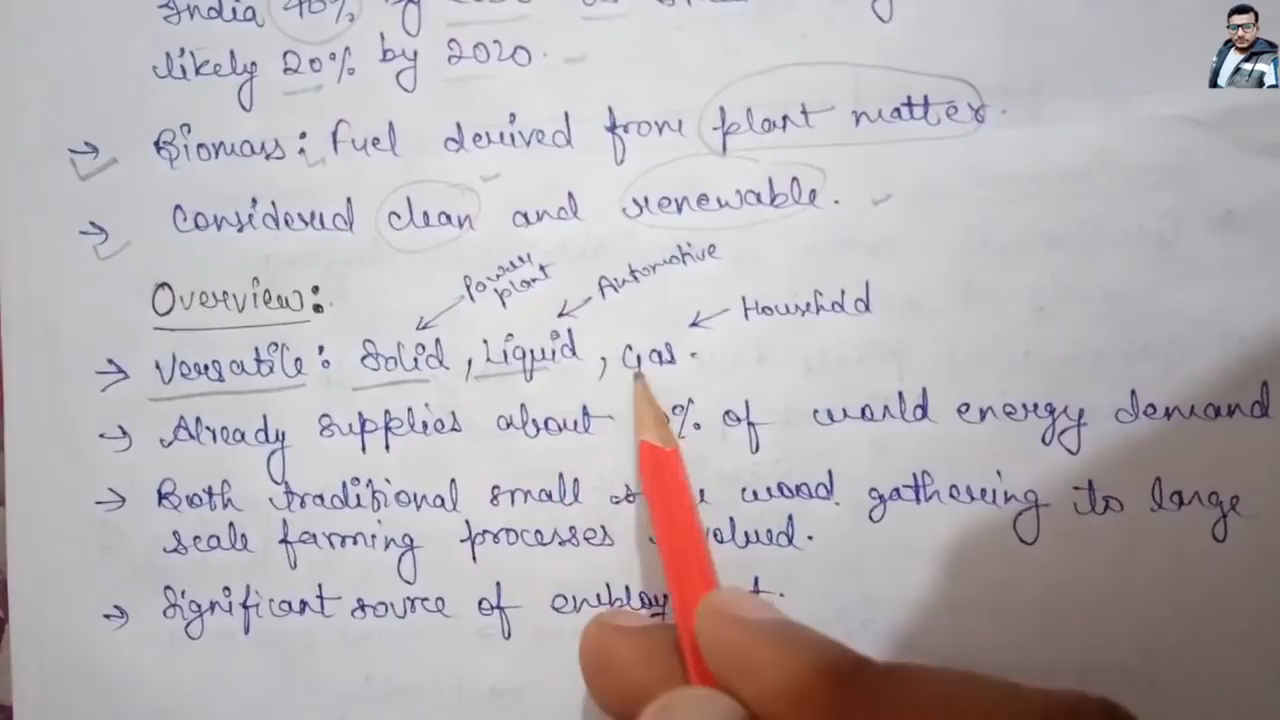 India 40% by
likely 20% by 2020.
→ Biomass: Fuel derived from plant matter.
→ Considered clean and renewable.
Overview:
Power plant
Automotive
Household
→ Versatile: Solid, Liquid, Gas.
→ Already supplies about % of world energy demand
→ Both traditional small wood gathering to large
scale farming processes
→ Significant source of